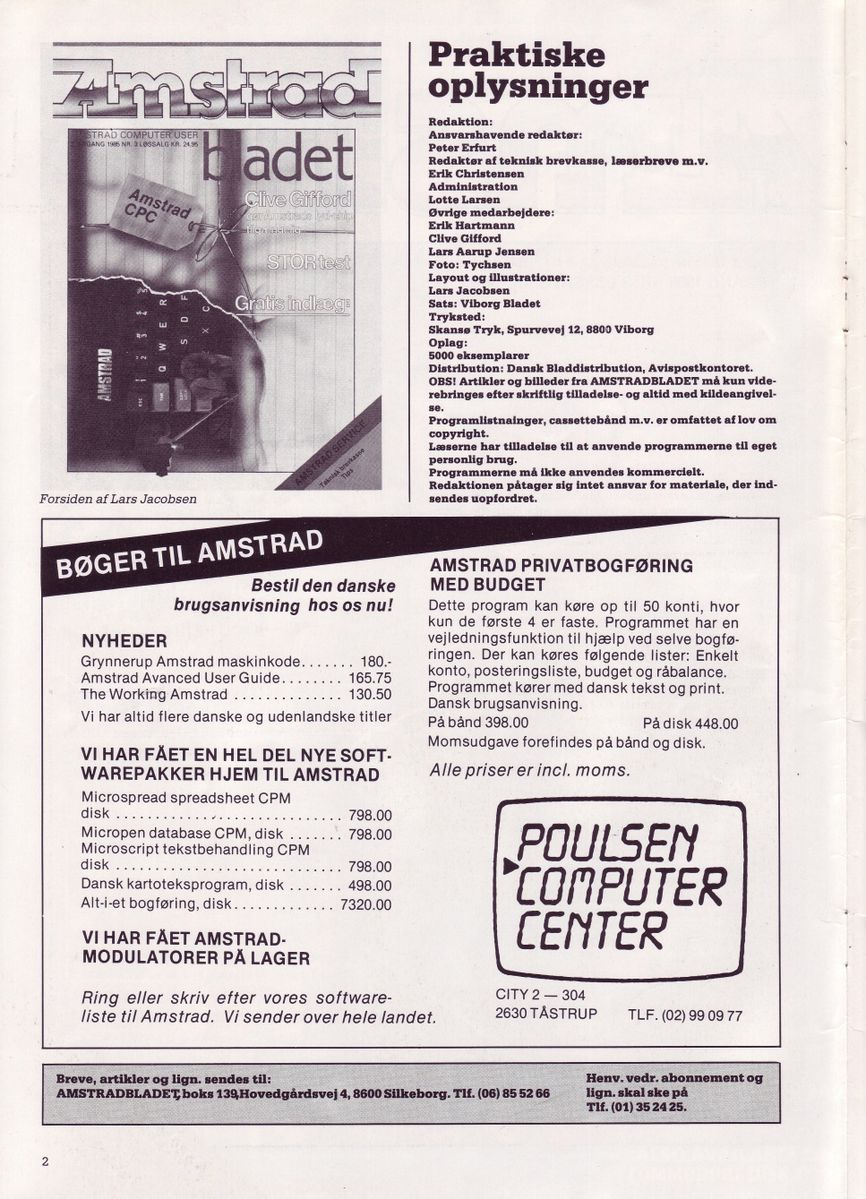 Amstrad
AMSTRAD COMPUTER USER
GANG 1985 NR. 3 LØSSALG KR. 24,95
bladet
Amstrad
CPC
Clive Gifford
STOR test
Gratis indlæg:
AMSTRAD
Q W E R
S D F
X C
AMSTRAD SERVICE
Teknisk brevkasse
Tips
Forsiden af Lars Jacobsen
Praktiske
oplysninger
Redaktion:
Ansvarshavende redaktør:
Peter Erfurt
Redaktør af teknisk brevkasse, læserbreve m.v.
Erik Christensen
Administration
Lotte Larsen
Øvrige medarbejdere:
Erik Hartmann
Clive Gifford
Lars Aarup Jensen
Foto: Tychsen
Layout og illustrationer:
Lars Jacobsen
Sats: Viborg Bladet
Tryksted:
Skansø Tryk, Spurvevej 12, 8800 Viborg
Oplag:
5000 eksemplarer
Distribution: Dansk Bladdistribution, Avispostkontoret.
OBS! Artikler og billeder fra AMSTRADBLADET må kun vide-
rebringes efter skriftlig tilladelse- og altid med kildeangivel-
se.
Programlistnainger, cassettebånd m.v. er omfattet af lov om
copyright.
Læserne har tilladelse til at anvende programmerne til eget
personlig brug.
Programmerne må ikke anvendes kommercielt.
Redaktionen påtager sig intet ansvar for materiale, der ind-
sendes uopfordret.
BØGER TIL AMSTRAD
Bestil den danske
brugsanvisning hos os nu!
NYHEDER
Grynnerup Amstrad maskinkode. . . . . . . 180.-
Amstrad Avanced User Guide. . . . . . . . 165.75
The Working Amstrad . . . . . . . . . . . . . . 130.50
Vi har altid flere danske og udenlandske titler
VI HAR FÅET EN HEL DEL NYE SOFT-
WAREPAKKER HJEM TIL AMSTRAD
Microspread spreadsheet CPM
disk . . . . . . . . . . . . . . . . . . . . . . . . . . . . . 798.00
Micropen database CPM, disk . . . . . . . 798.00
Microscript tekstbehandling CPM
disk . . . . . . . . . . . . . . . . . . . . . . . . . . . . . 798.00
Dansk kartoteksprogram, disk . . . . . . . 498.00
Alt-i-et bogføring, disk. . . . . . . . . . . . . 7320.00
VI HAR FÅET AMSTRAD-
MODULATORER PÅ LAGER
Ring eller skriv efter vores software-
liste til Amstrad. Vi sender over hele landet.
AMSTRAD PRIVATBOGFØRING
MED BUDGET
Dette program kan køre op til 50 konti, hvor
kun de første 4 er faste. Programmet har en
vejledningsfunktion til hjælp ved selve bogfø-
ringen. Der kan køres følgende lister: Enkelt
konto, posteringsliste, budget og råbalance.
Programmet kører med dansk tekst og print.
Dansk brugsanvisning.
På bånd 398.00 På disk 448.00
Momsudgave forefindes på bånd og disk.
Alle priser er incl. moms.
POULSEN
COMPUTER
CENTER
CITY 2 — 304
2630 TÅSTRUP TLF. (02) 99 09 77
Breve, artikler og lign. sendes til:
AMSTRADBLADET, boks 139, Hovedgårdsvej 4, 8600 Silkeborg. Tlf. (06) 85 52 66
Henv. vedr. abonnement og
lign. skal ske på
Tlf. (01) 35 24 25.
2